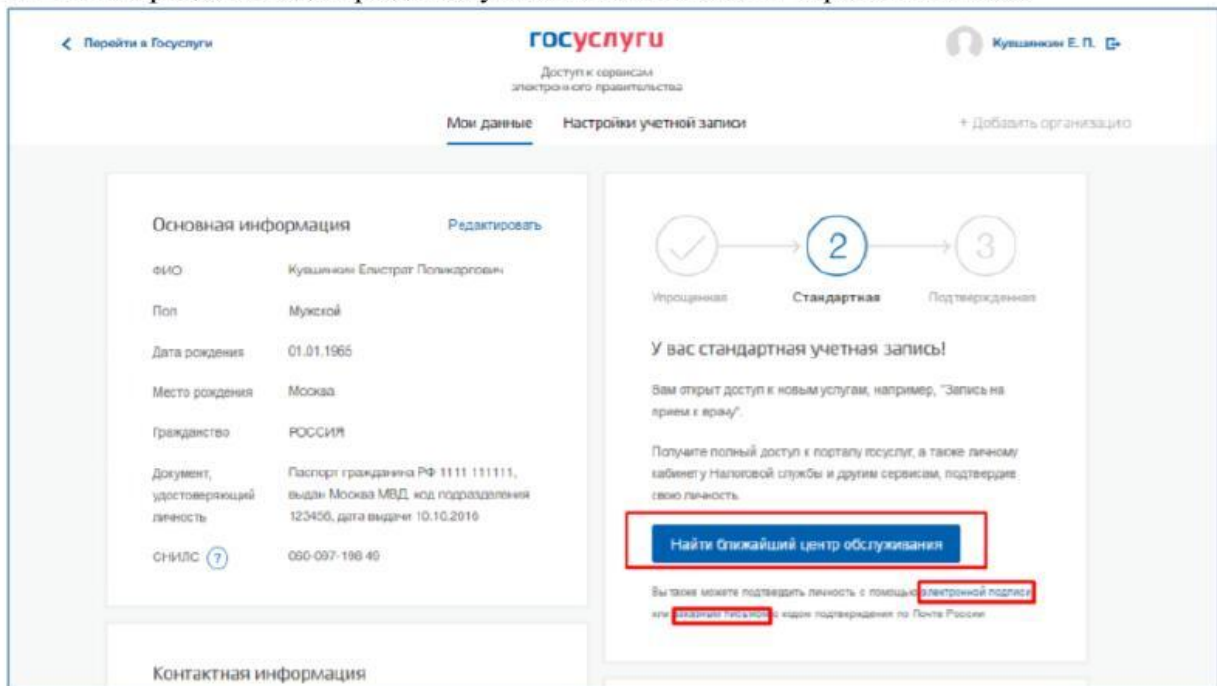 Перейти в Госуслуги
госуслуги
Кувшинкин Е. П.
Доступ к сервисам
электронного правительства
Мои данные
Настройки учетной записи
+ Добавить организацию
Основная информация
Редактировать
ФИО
Кувшинкин Елистрат Поликарпович
Пол
Мужской
Дата рождения
01.01.1965
Место рождения
Москва
Гражданство
РОССИЯ
Документ,
удостоверяющий
личность
Паспорт гражданина РФ 1111 111111,
выдан Москва МВД, код подразделения
123456, дата выдачи 10.10.2016
СНИЛС ?
060-097-198 49
Контактная информация
2
3
Упрощенная
Стандартная
Подтвержденная
У вас стандартная учетная запись!
Вам открыт доступ к новым услугам, например, "Запись на
прием к врачу".
Получите полный доступ к порталу госуслуг, а также личному
кабинету Налоговой службы и другим сервисам, подтвердив
свою личность.
Найти ближайший центр обслуживания
Вы также можете подтвердить личность с помощью электронной подписи
или заказным письмом с кодом подтверждения по Почте России